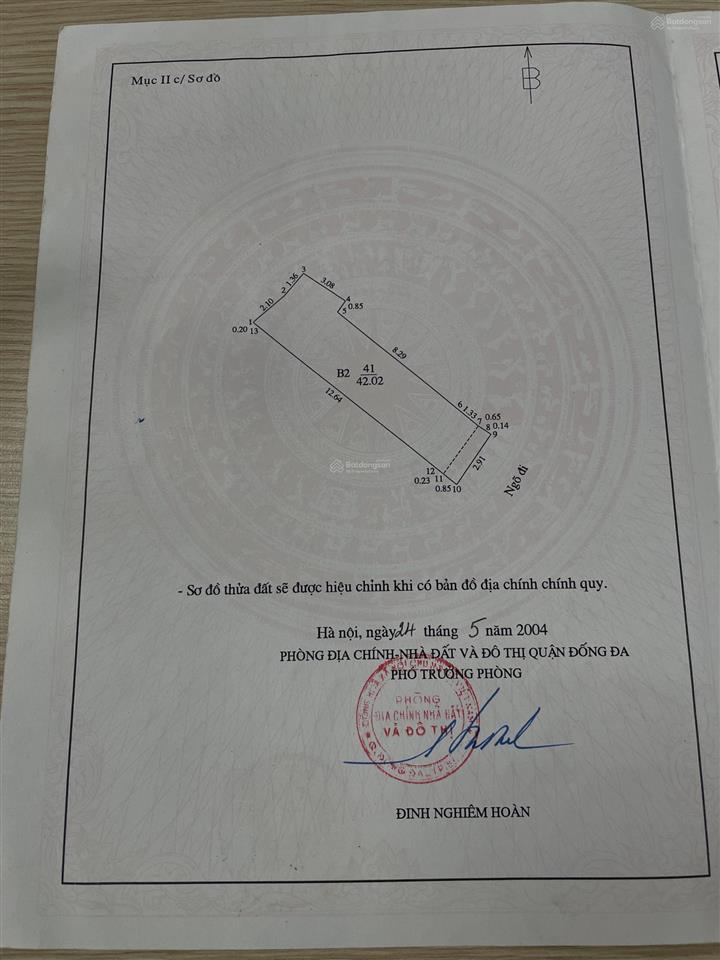 Batdongsan
Mục II c/ Sơ đồ
B
3
1.36
3.08
2
4
2.10
0.85
5
1
0.20
13
8.29
B2
41
42.02
12.64
6
1.33
7
0.65
8
0.14
9
2.91
12
0.23
11
0.85
10
Ngõ đi
Batdongsan
- Sơ đồ thửa đất sẽ được hiệu chỉnh khi có bản đồ địa chính chính quy.
Hà nội, ngày 24 tháng 5 năm 2004
PHÒNG ĐỊA CHÍNH-NHÀ ĐẤT VÀ ĐÔ THỊ QUẬN ĐỐNG ĐA
PHÓ TRƯỞNG PHÒNG
PHÒNG
ĐỊA CHÍNH NHÀ ĐẤT
VÀ ĐÔ THỊ
ĐINH NGHIÊM HOÀN